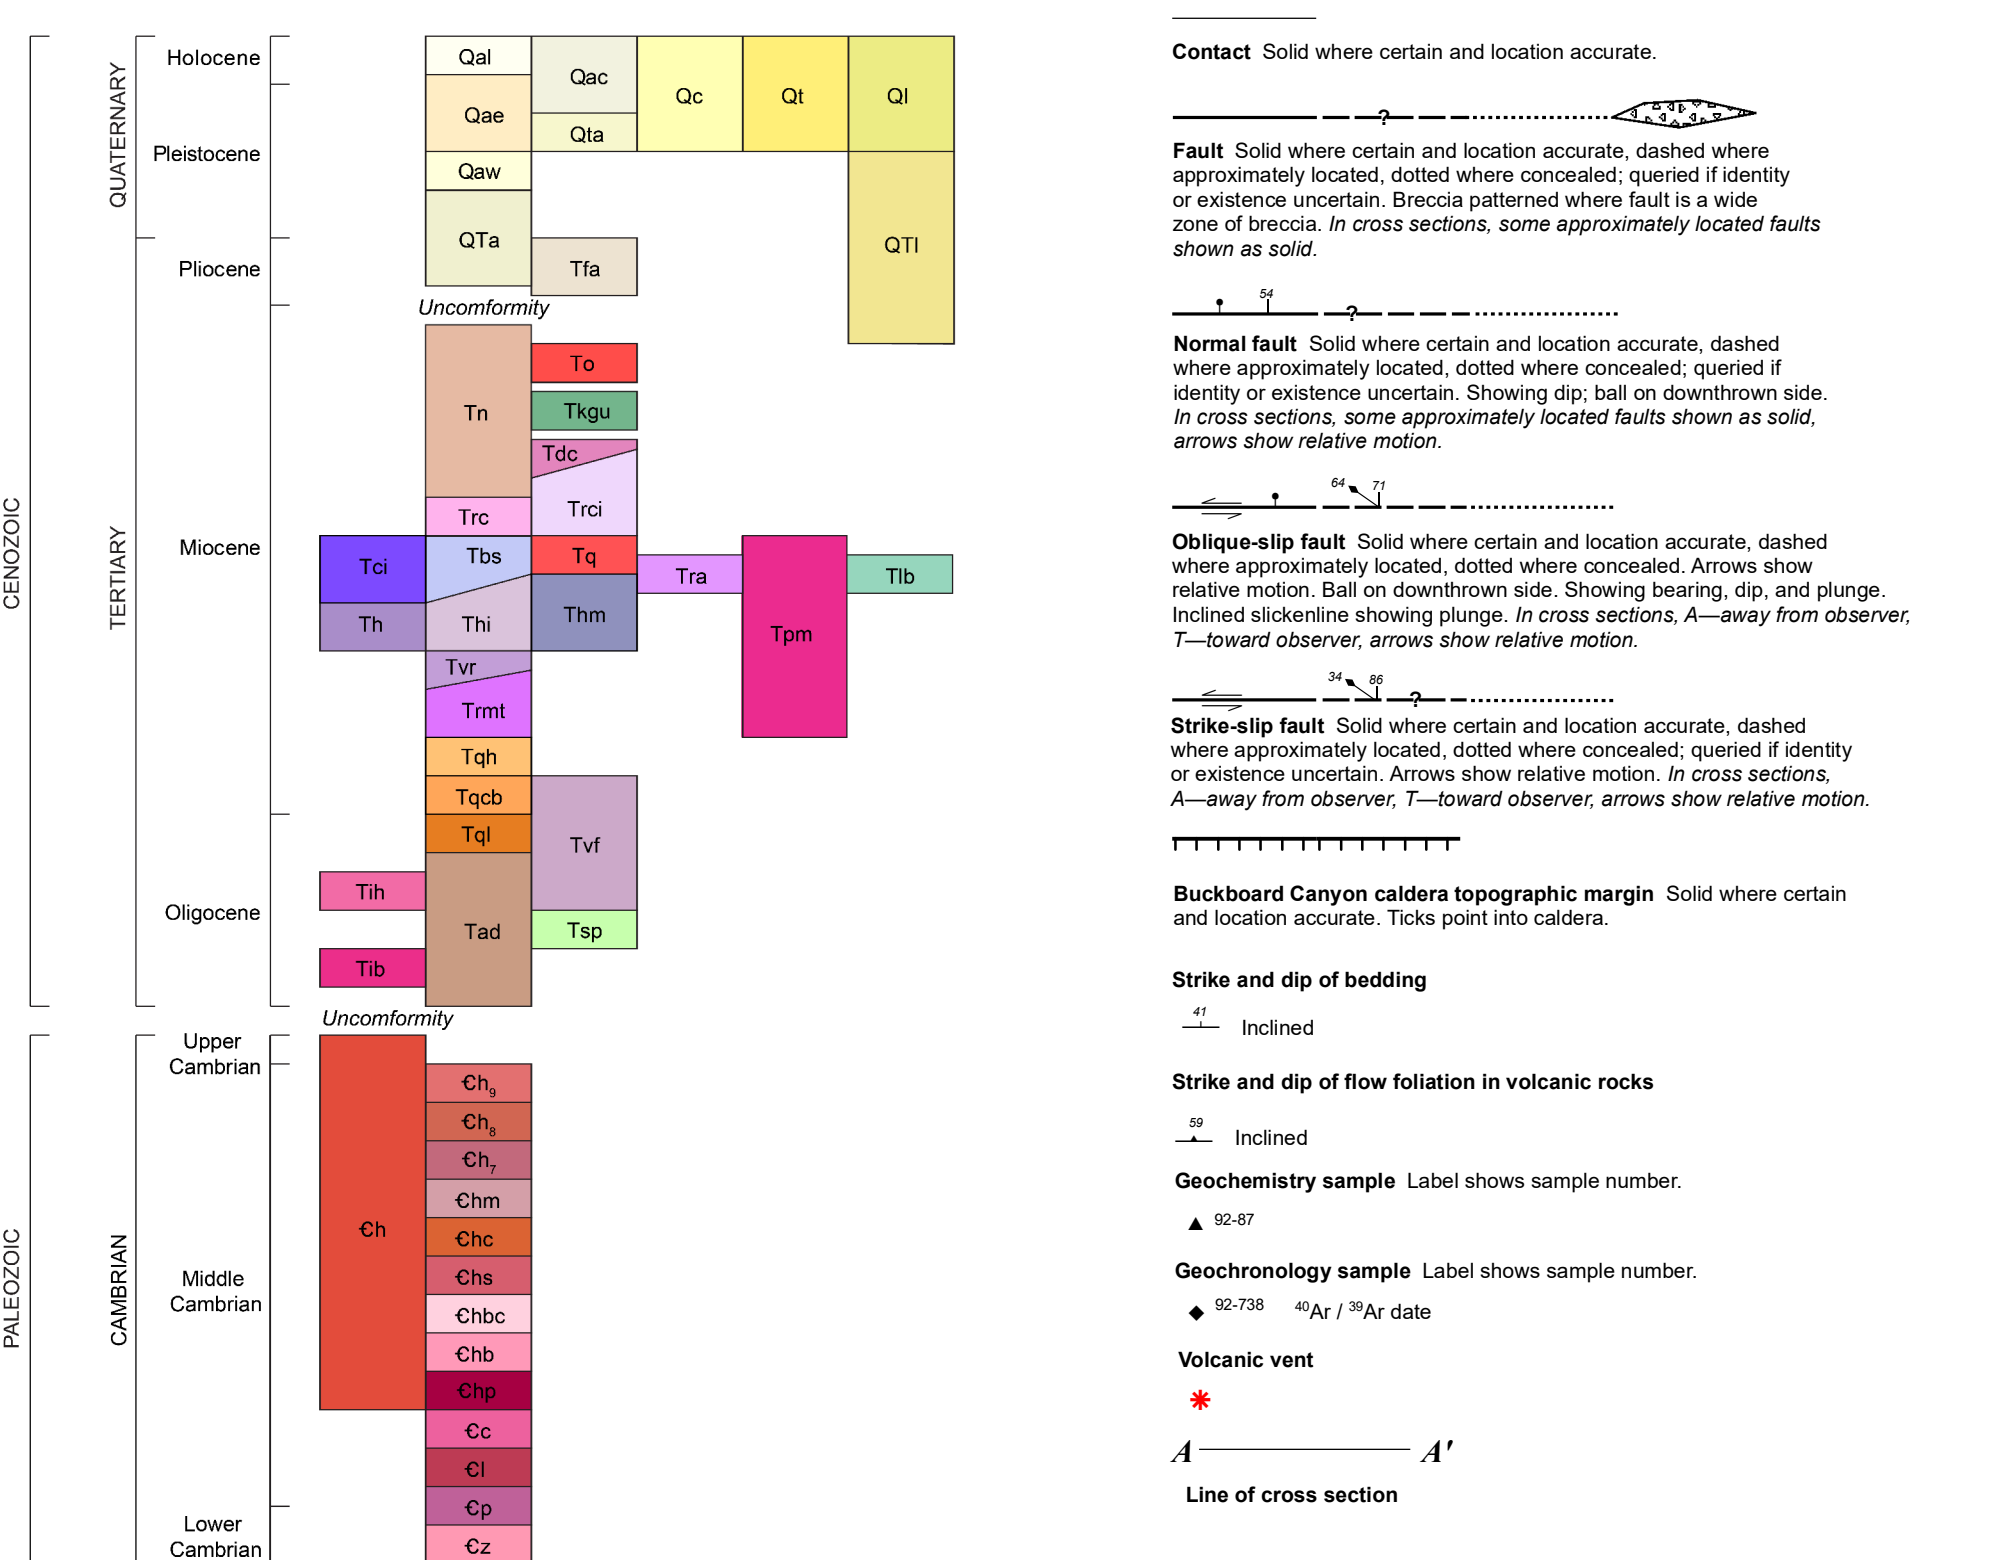 CENOZOIC
QUATERNARY
TERTIARY
Holocene
Pleistocene
Pliocene
Miocene
Oligocene
Qal
Qac
Qc
Qt
Ql
Qae
Qta
Qaw
QTa
Tfa
QTl
Uncomformity
To
Tn
Tkgu
Tdc
Trci
Trc
Tci
Tbs
Tq
Tra
Tlb
Th
Thi
Thm
Tpm
Tvr
Trmt
Tqh
Tqcb
Tql
Tvf
Tih
Tad
Tsp
Tib
Uncomformity
PALEOZOIC
CAMBRIAN
Upper
Cambrian
Middle
Cambrian
Lower
Cambrian
Єh
Єh9
Єh8
Єh7
Єhm
Єhc
Єhs
Єhbc
Єhb
Єhp
Єc
Єl
Єp
Єz
Contact Solid where certain and location accurate.
?
Fault Solid where certain and location accurate, dashed where
approximately located, dotted where concealed; queried if identity
or existence uncertain. Breccia patterned where fault is a wide
zone of breccia. In cross sections, some approximately located faults
shown as solid.
54
?
Normal fault Solid where certain and location accurate, dashed
where approximately located, dotted where concealed; queried if
identity or existence uncertain. Showing dip; ball on downthrown side.
In cross sections, some approximately located faults shown as solid,
arrows show relative motion.
64 71
Oblique-slip fault Solid where certain and location accurate, dashed
where approximately located, dotted where concealed. Arrows show
relative motion. Ball on downthrown side. Showing bearing, dip, and plunge.
Inclined slickenline showing plunge. In cross sections, A—away from observer,
T—toward observer, arrows show relative motion.
34 86
?
Strike-slip fault Solid where certain and location accurate, dashed
where approximately located, dotted where concealed; queried if identity
or existence uncertain. Arrows show relative motion. In cross sections,
A—away from observer, T—toward observer, arrows show relative motion.
Buckboard Canyon caldera topographic margin Solid where certain
and location accurate. Ticks point into caldera.
Strike and dip of bedding
41
Inclined
Strike and dip of flow foliation in volcanic rocks
59
Inclined
Geochemistry sample Label shows sample number.
92-87
Geochronology sample Label shows sample number.
92-738 40Ar / 39Ar date
Volcanic vent
A A'
Line of cross section